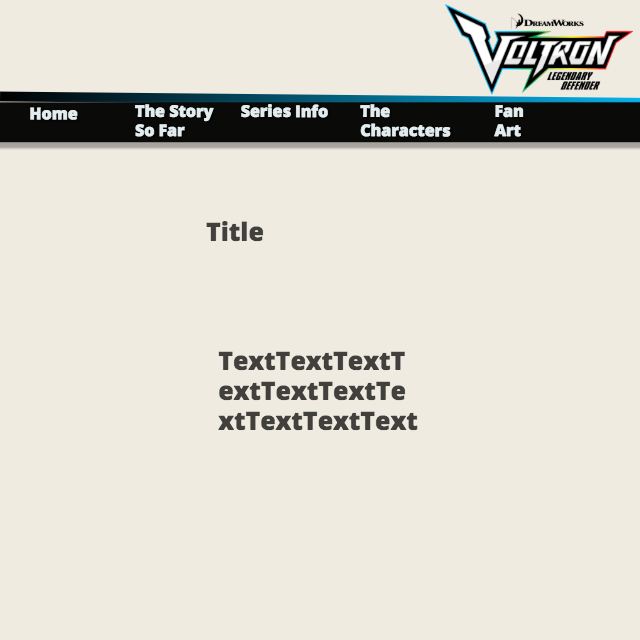 DREAMWORKS
VOLTRON
LEGENDARY
DEFENDER
Home
The Story
So Far
Series Info
The
Characters
Fan
Art
Title
TextTextTextT
extTextTextTe
xtTextTextText